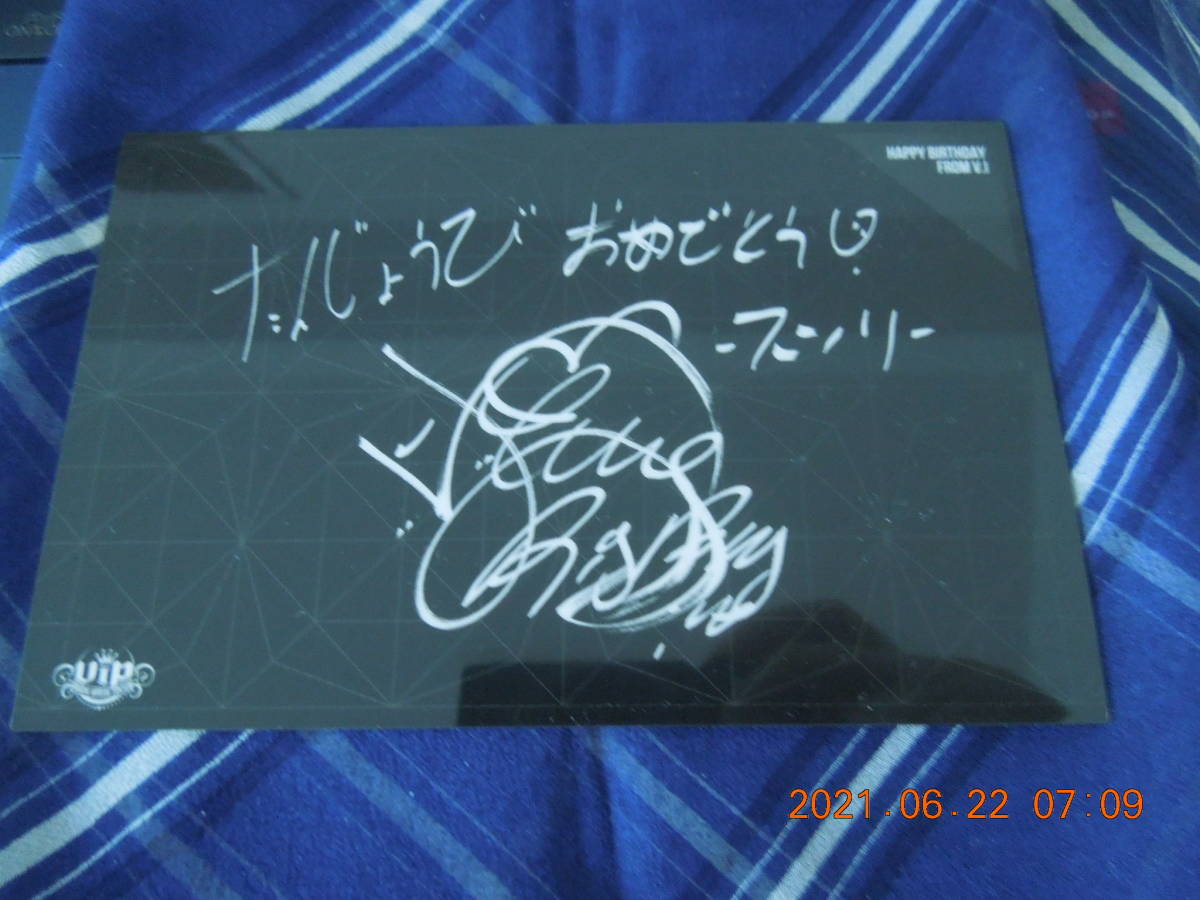 HAPPY BIRTHDAY
FROM V.I
たんじょうび おめでとう
-スンリー
BigBang
ViP
2021.06.22 07:09